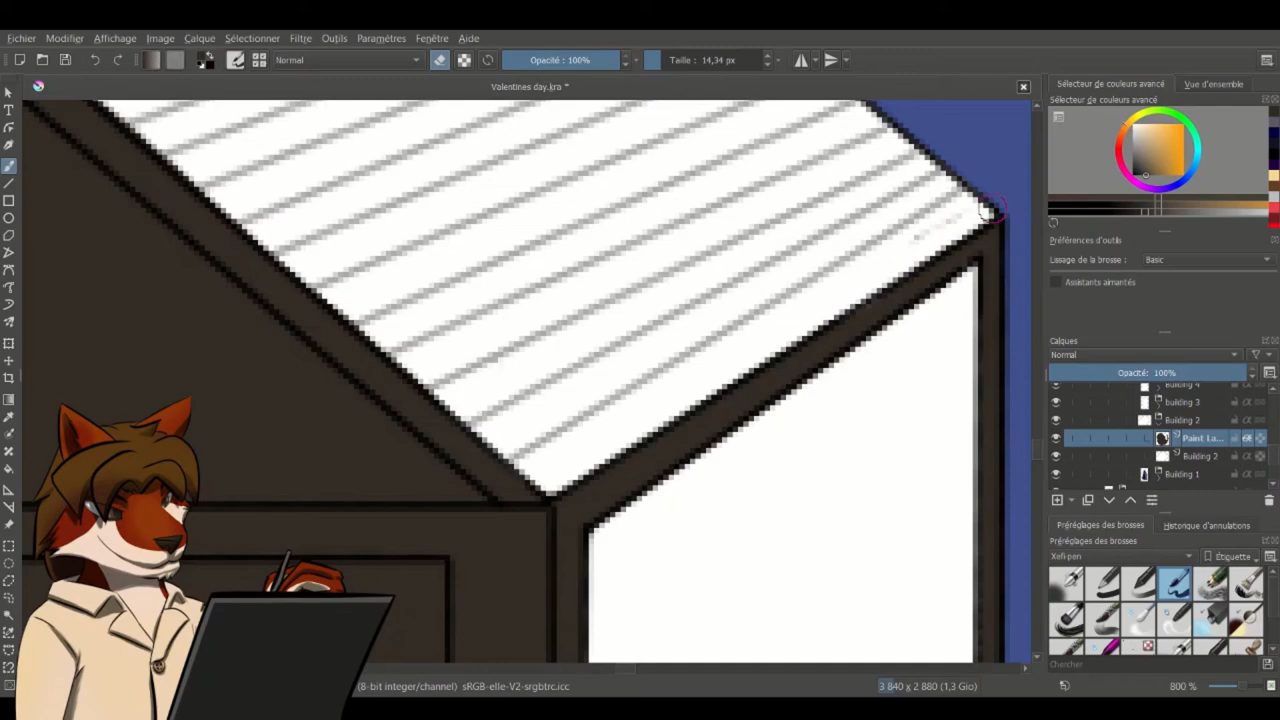 Fichier Modifier Affichage Image Calque Sélectionner Filtre Outils Paramètres Fenêtre Aide
Normal Opacité : 100% Taille : 14,34 px
Valentines day.kra *
Sélecteur de couleurs avancé Vue d'ensemble
Sélecteur de couleurs avancé
Préférences d'outils
Lissage de la brosse : Basic
Assistants aimantés
Calques
Normal
Opacité: 100%
Building 4
building 3
Building 2
Paint La...
Building 2
Building 1
Préréglages des brosses Historique d'annulations
Préréglages des brosses
Xefi-pen Étiquette
Chercher
(8-bit integer/channel) sRGB-elle-V2-srgbtrc.icc 3 840 x 2 880 (1,3 Gio) 800 %